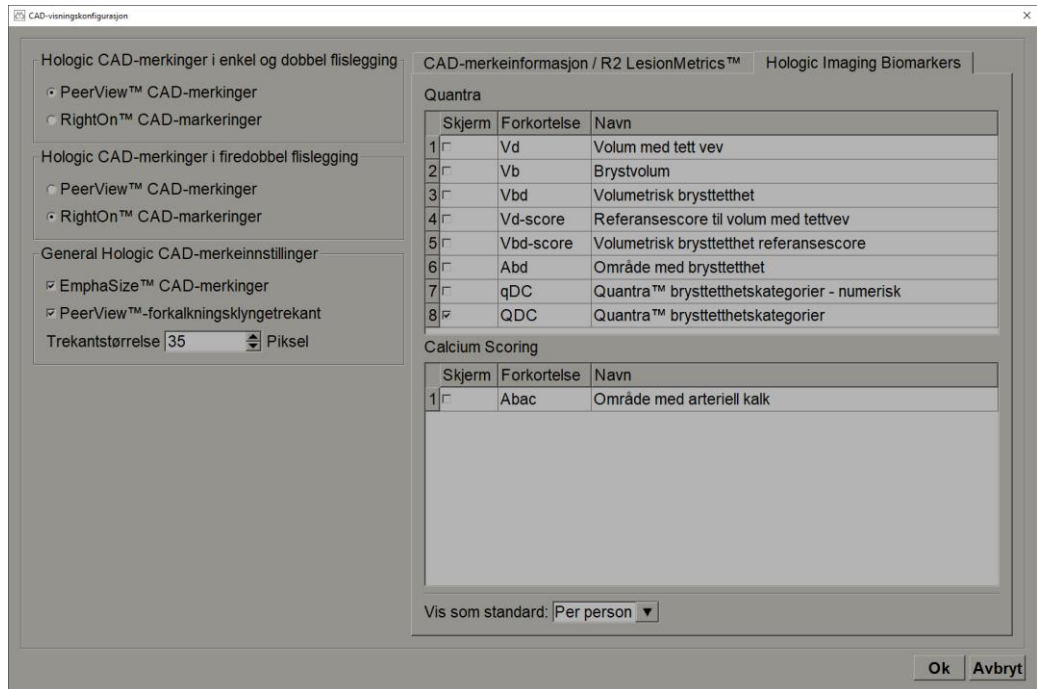 CAD-visningskonfigurasjon
Hologic CAD-merkinger i enkel og dobbel flislegging
PeerView™ CAD-merkinger
RightOn™ CAD-markeringer
Hologic CAD-merkinger i firedobbel flislegging
PeerView™ CAD-merkinger
RightOn™ CAD-markeringer
General Hologic CAD-merkeinnstillinger
EmphaSize™ CAD-merkinger
PeerView™-forkalkningsklyngetrekant
Trekantstørrelse 35 Piksel
CAD-merkeinformasjon / R2 LesionMetrics™ Hologic Imaging Biomarkers
Quantra
Skjerm Forkortelse Navn
1 Vd Volum med tett vev
2 Vb Brystvolum
3 Vbd Volumetrisk brysttetthet
4 Vd-score Referansescore til volum med tettvev
5 Vbd-score Volumetrisk brysttetthet referansescore
6 Abd Område med brysttetthet
7 qDC Quantra™ brysttetthetskategorier - numerisk
8 QDC Quantra™ brysttetthetskategorier
Calcium Scoring
Skjerm Forkortelse Navn
1 Abac Område med arteriell kalk
Vis som standard: Per person
Ok Avbryt